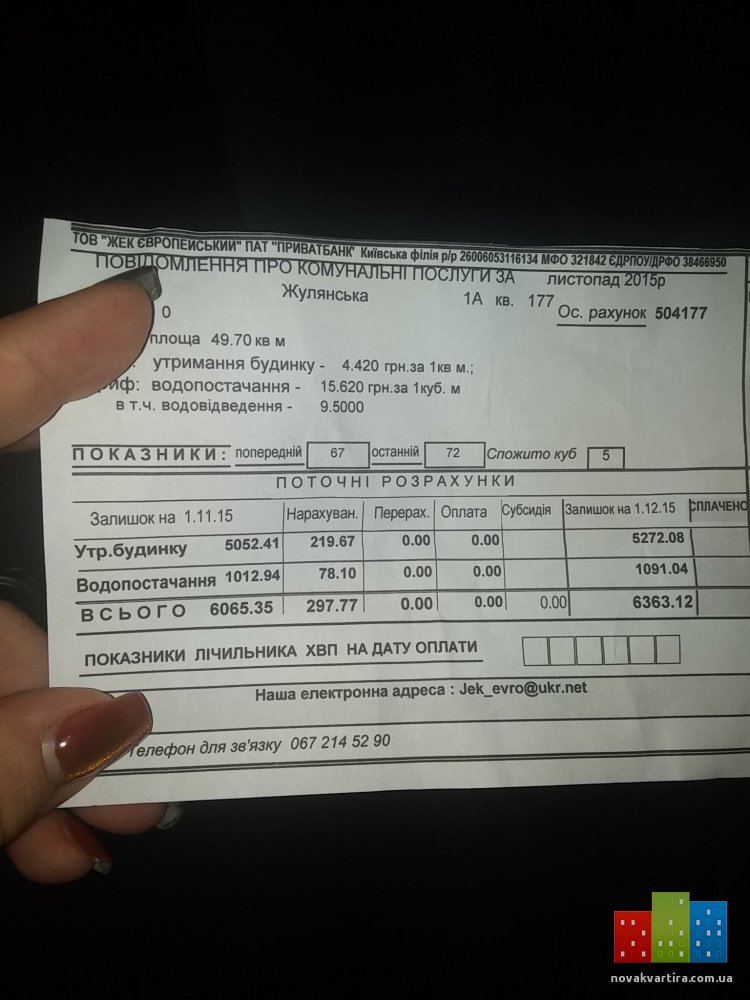 ТОВ "ЖЕК ЄВРОПЕЙСЬКИЙ" ПАТ "ПРИВАТБАНК' Київська філія р/р 26006053116134 МФО 321842 ЄДРПОУ/ДРФО 38466950
ПОВІДОМЛЕННЯ ПРО КОМУНАЛЬНІ ПОСЛУГИ ЗА листопад 2015р
Жулянська 1А кв. 177
0 Ос. рахунок 504177
площа 49.70 кв м
утримання будинку - 4.420 грн.за 1кв м.;
иф: водопостачання - 15.620 грн.за 1куб. м
в т.ч. водовідведення - 9.5000
ПОКАЗНИКИ: попередній 67 останній 72 Спожито куб 5
ПОТОЧНІ РОЗРАХУНКИ
Залишок на 1.11.15 Нарахуван. Перерах. Оплата Субсидія Залишок на 1.12.15 СПЛАЧЕНО
Утр.будинку 5052.41 219.67 0.00 0.00 5272.08
Водопостачання 1012.94 78.10 0.00 0.00 1091.04
ВСЬОГО 6065.35 297.77 0.00 0.00 0.00 6363.12
ПОКАЗНИКИ ЛІЧИЛЬНИКА ХВП НА ДАТУ ОПЛАТИ
Наша електронна адреса : Jek_evro@ukr.net
Телефон для зв'язку 067 214 52 90
novakvartira.com.ua